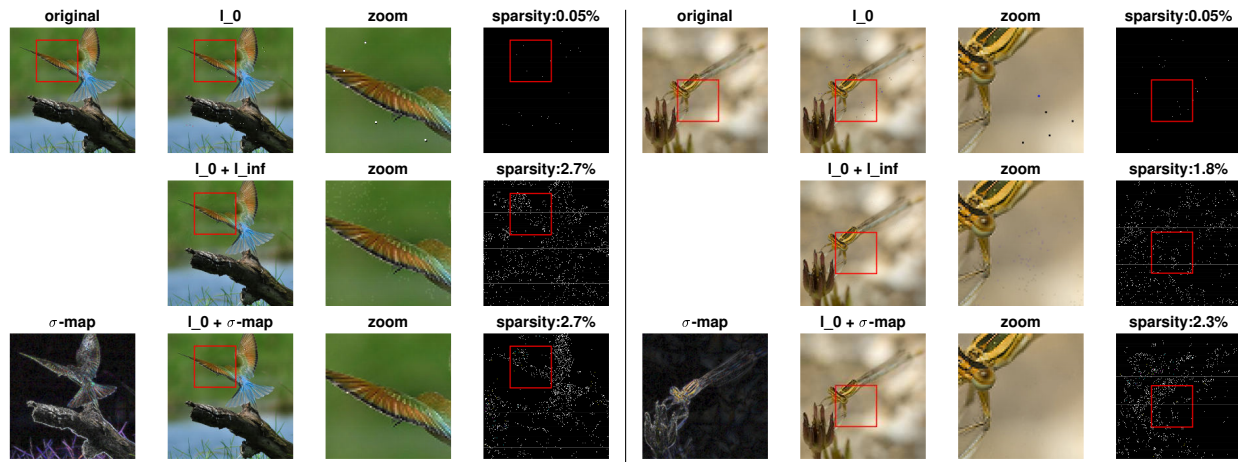 original l_0 zoom sparsity:0.05% original l_0 zoom sparsity:0.05%
l_0 + l_inf zoom sparsity:2.7% l_0 + l_inf zoom sparsity:1.8%
σ-map l_0 + σ-map zoom sparsity:2.7% σ-map l_0 + σ-map zoom sparsity:2.3%